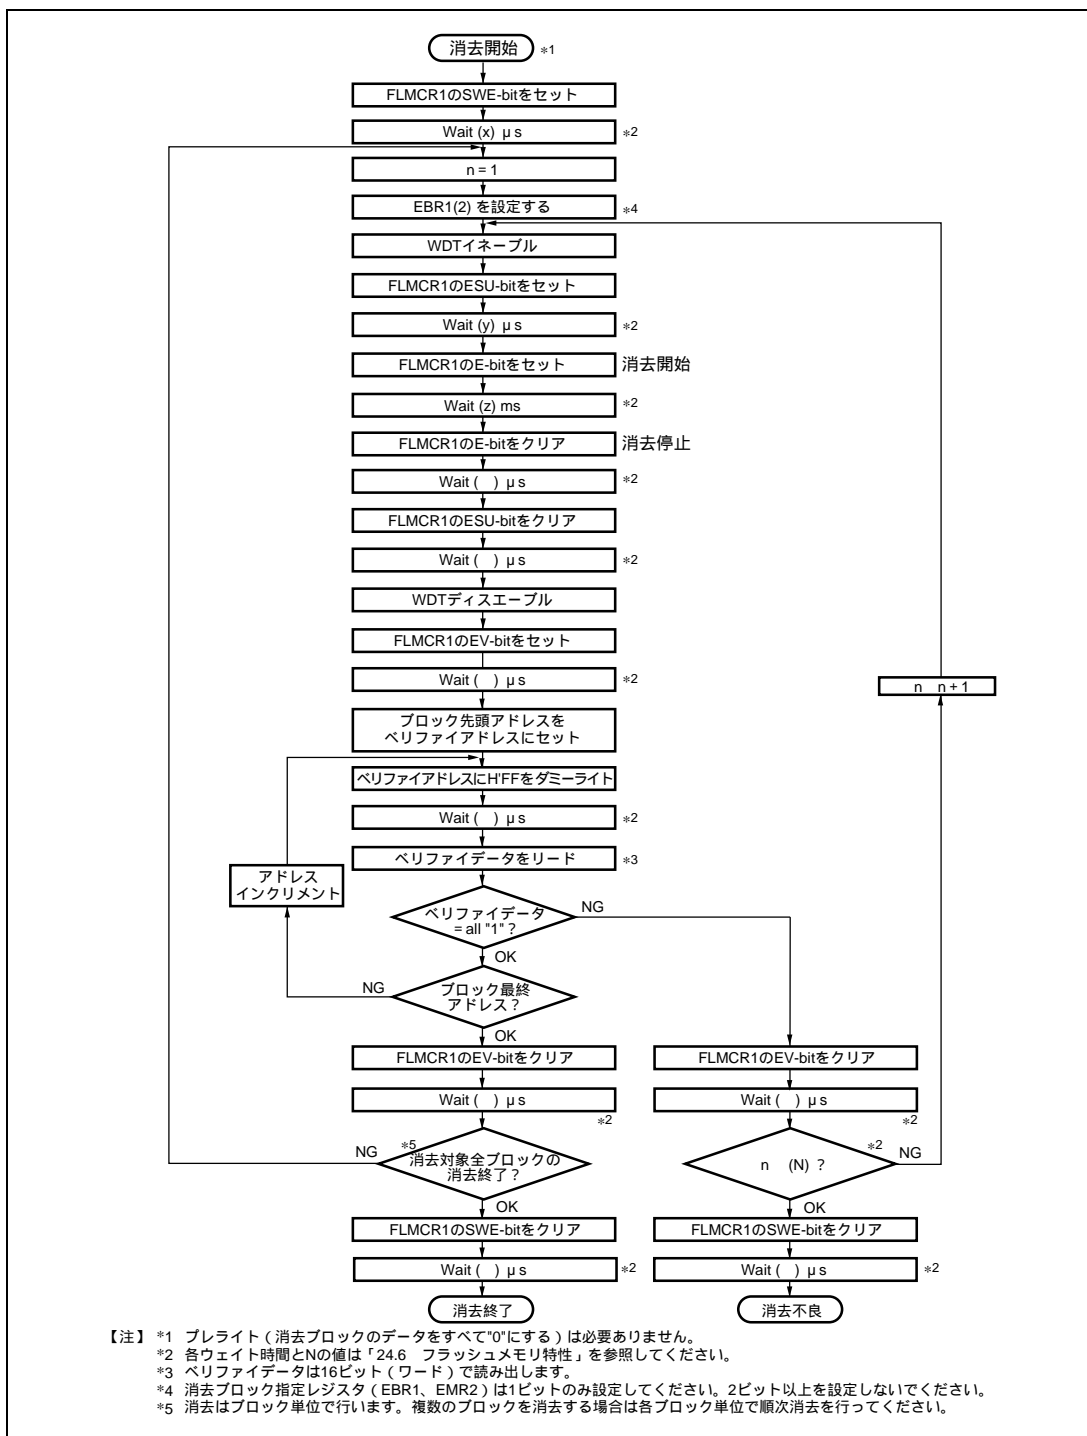 消去開始 *1
FLMCR1のSWE-bitをセット
Wait (x) μs *2
n = 1
EBR1(2) を設定する *4
WDTイネーブル
FLMCR1のESU-bitをセット
Wait (y) μs *2
FLMCR1のE-bitをセット 消去開始
Wait (z) ms *2
FLMCR1のE-bitをクリア 消去停止
Wait ( ) μs *2
FLMCR1のESU-bitをクリア
Wait ( ) μs *2
WDTディスエーブル
FLMCR1のEV-bitをセット
Wait ( ) μs *2
n n + 1
ブロック先頭アドレスを
ベリファイアドレスにセット
ベリファイアドレスにH'FFをダミーライト
Wait ( ) μs *2
ベリファイデータをリード *3
アドレス
インクリメント
ベリファイデータ
= all "1" ?
NG
OK
ブロック最終
アドレス?
NG
OK
FLMCR1のEV-bitをクリア
Wait ( ) μs
*2
*5
消去対象全ブロックの
消去終了?
NG
OK
FLMCR1のSWE-bitをクリア
Wait ( ) μs *2
消去終了
FLMCR1のEV-bitをクリア
Wait ( ) μs
*2
*2
n (N) ?
NG
OK
FLMCR1のSWE-bitをクリア
Wait ( ) μs *2
消去不良
【注】 *1 プレライト(消去ブロックのデータをすべて"0"にする)は必要ありません。
*2 各ウェイト時間とNの値は「24.6 フラッシュメモリ特性」を参照してください。
*3 ベリファイデータは16ビット(ワード)で読み出します。
*4 消去ブロック指定レジスタ(EBR1、EMR2)は1ビットのみ設定してください。2ビット以上を設定しないでください。
*5 消去はブロック単位で行います。複数のブロックを消去する場合は各ブロック単位で順次消去を行ってください。